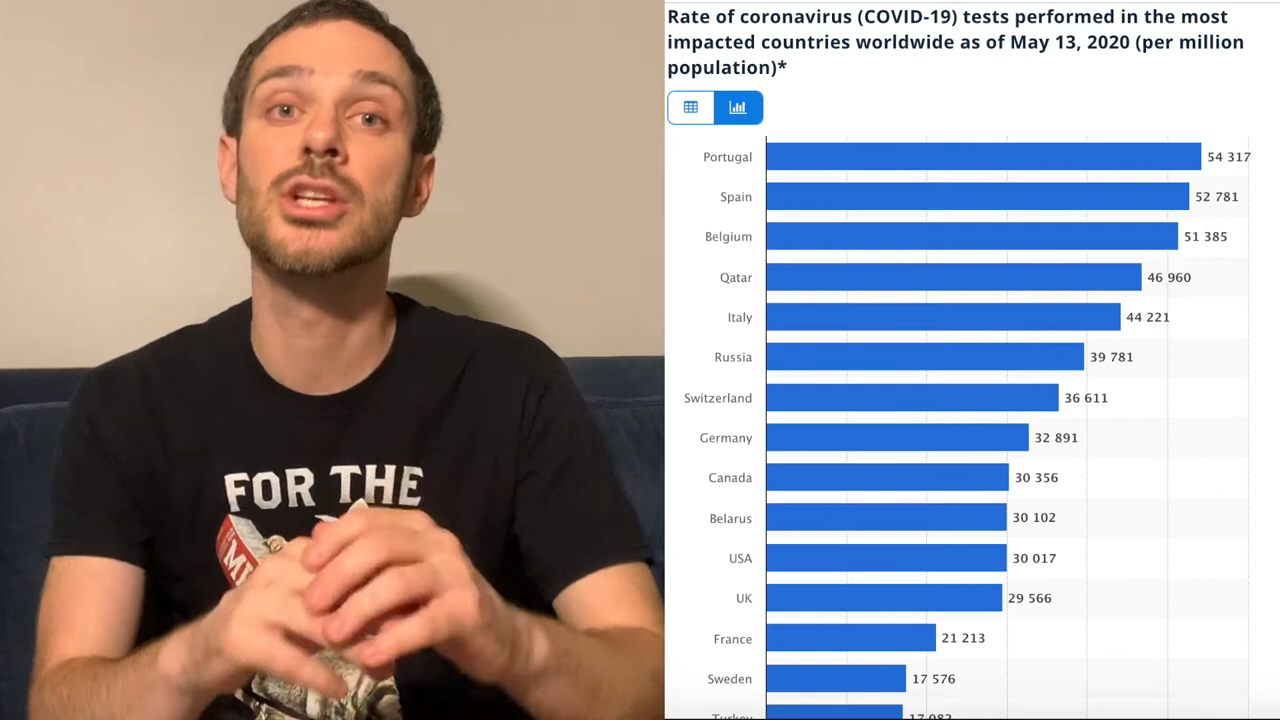 Rate of coronavirus (COVID-19) tests performed in the most
impacted countries worldwide as of May 13, 2020 (per million
population)*
Portugal 54 317
Spain 52 781
Belgium 51 385
Qatar 46 960
Italy 44 221
Russia 39 781
Switzerland 36 611
Germany 32 891
Canada 30 356
Belarus 30 102
USA 30 017
UK 29 566
France 21 213
Sweden 17 576
Turkey 17 082
FOR THE